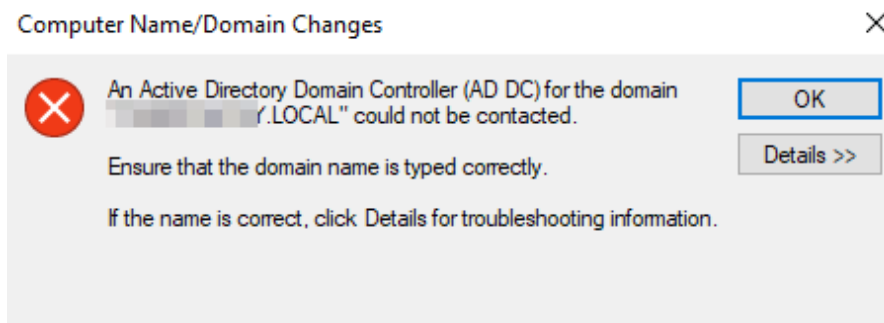 Computer Name/Domain Changes
An Active Directory Domain Controller (AD DC) for the domain
.LOCAL" could not be contacted.
Ensure that the domain name is typed correctly.
If the name is correct, click Details for troubleshooting information.
OK
Details >>